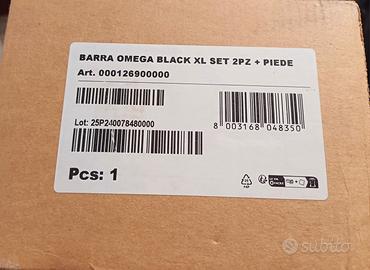 BARRA OMEGA BLACK XL SET 2PZ + PIEDE
Art. 000126900000
Lot: 25P240078480000
8 003168 048350
Pcs: 1
subito